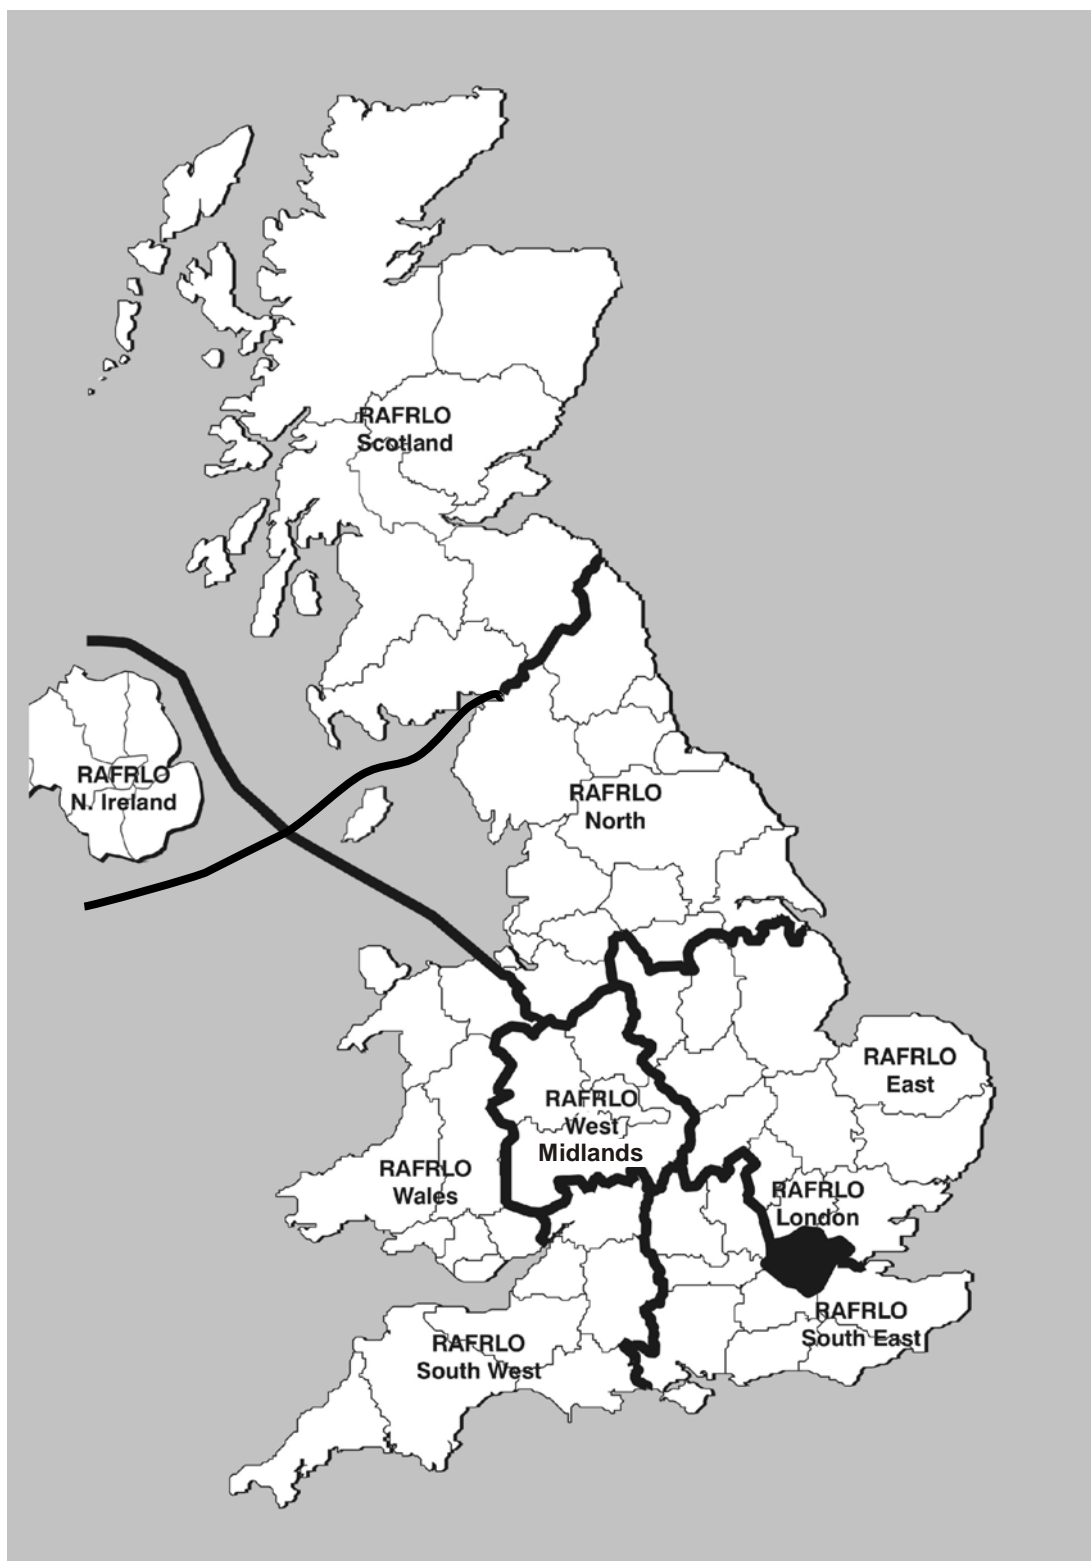 RAFRLO
Scotland
RAFRLO
N. Ireland
RAFRLO
North
RAFRLO
East
RAFRLO
West
Midlands
RAFRLO
Wales
RAFRLO
London
RAFRLO
South East
RAFRLO
South West